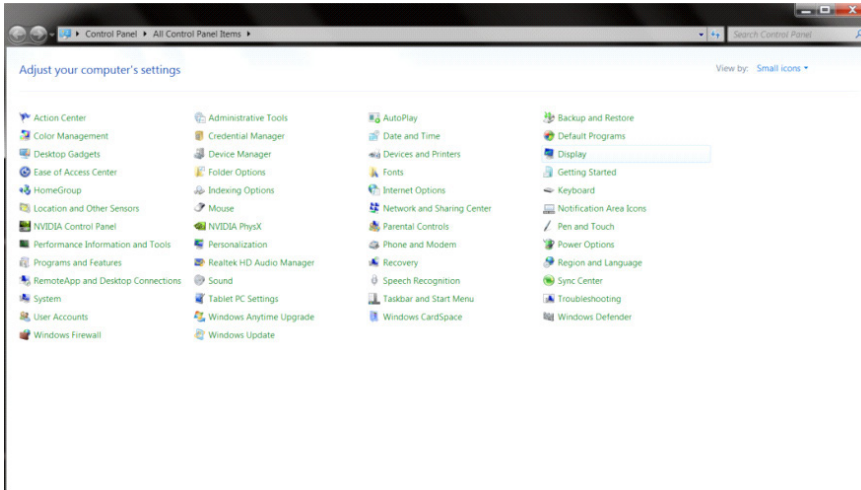 Control Panel All Control Panel Items Search Control Panel
Adjust your computer's settings View by: Small icons
Action Center Administrative Tools AutoPlay Backup and Restore
Color Management Credential Manager Date and Time Default Programs
Desktop Gadgets Device Manager Devices and Printers Display
Ease of Access Center Folder Options Fonts Getting Started
HomeGroup Indexing Options Internet Options Keyboard
Location and Other Sensors Mouse Network and Sharing Center Notification Area Icons
NVIDIA Control Panel NVIDIA PhysX Parental Controls Pen and Touch
Performance Information and Tools Personalization Phone and Modem Power Options
Programs and Features Realtek HD Audio Manager Recovery Region and Language
RemoteApp and Desktop Connections Sound Speech Recognition Sync Center
System Tablet PC Settings Taskbar and Start Menu Troubleshooting
User Accounts Windows Anytime Upgrade Windows CardSpace Windows Defender
Windows Firewall Windows Update